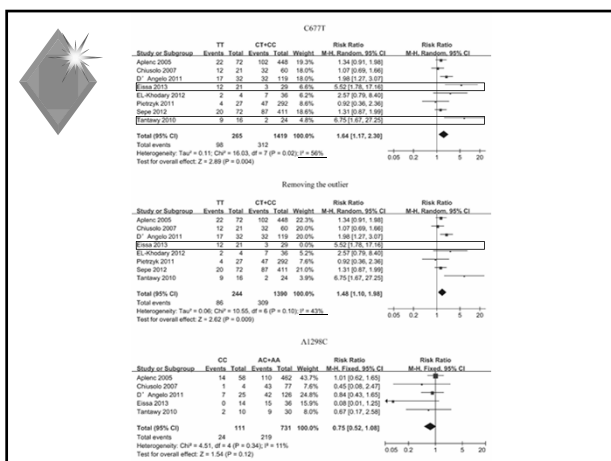 C677T
TT CT+CC Risk Ratio Risk Ratio
Study or Subgroup Events Total Events Total Weight M-H. Random, 95% CI M-H. Random, 95% CI
Aplenc 2005 22 72 102 448 19.3% 1.34 [0.91, 1.98]
Chiusolo 2007 12 21 32 60 18.0% 1.07 [0.69, 1.66]
D' Angelo 2011 17 32 32 119 18.0% 1.98 [1.27, 3.07]
Eissa 2013 12 21 3 29 6.2% 5.52 [1.78, 17.16]
EL-Khodary 2012 2 4 7 36 6.2% 2.57 [0.79, 8.40]
Pietrzyk 2011 4 27 47 292 8.6% 0.92 [0.36, 2.36]
Sepe 2012 20 72 87 411 18.8% 1.31 [0.87, 1.99]
Tantawy 2010 9 16 2 24 4.8% 6.75 [1.67, 27.25]
Total (95% CI) 265 1419 100.0% 1.64 [1.17, 2.30]
Total events 98 312
Heterogeneity: Tau² = 0.11; Chi² = 16.03, df = 7 (P = 0.02); I² = 56%
Test for overall effect: Z = 2.89 (P = 0.004)
0.05 0.2 1 5 20
Removing the outlier
TT CT+CC Risk Ratio Risk Ratio
Study or Subgroup Events Total Events Total Weight M-H. Random, 95% CI M-H. Random, 95% CI
Aplenc 2005 22 72 102 448 22.3% 1.34 [0.91, 1.98]
Chiusolo 2007 12 21 32 60 1.07 [0.69, 1.66]
D' Angelo 2011 17 32 32 119 1.98 [1.27, 3.07]
Eissa 2013 12 21 3 29 0.0% 5.52 [1.78, 17.16]
EL-Khodary 2012 2 4 7 36 2.57 [0.79, 8.40]
Pietrzyk 2011 4 27 47 292 0.92 [0.36, 2.36]
Sepe 2012 20 72 87 411 1.31 [0.87, 1.99]
Tantawy 2010 9 16 2 24 6.75 [1.67, 27.25]
Total (95% CI) 244 1390 100.0% 1.48 [1.10, 1.98]
Total events 86 309
Heterogeneity: Tau² = 0.06; Chi² = 10.55, df = 6 (P = 0.10); I² = 43%
Test for overall effect: Z = 2.62 (P = 0.009)
0.05 0.2 1 5 20
A1298C
CC AC+AA Risk Ratio Risk Ratio
Study or Subgroup Events Total Events Total Weight M-H. Fixed, 95% CI M-H. Fixed, 95% CI
Aplenc 2005 14 58 110 462 43.7% 1.01 [0.62, 1.65]
Chiusolo 2007 1 4 43 77 7.6% 0.45 [0.08, 2.47]
D' Angelo 2011 7 25 42 126 24.8% 0.84 [0.43, 1.65]
Eissa 2013 0 14 15 36 15.9% 0.08 [0.01, 1.25]
Tantawy 2010 2 10 9 30 8.0% 0.67 [0.17, 2.58]
Total (95% CI) 111 731 100.0% 0.75 [0.52, 1.08]
Total events 24 219
Heterogeneity: Chi² = 4.51, df = 4 (P = 0.34); I² = 11%
Test for overall effect: Z = 1.54 (P = 0.12)
0.05 0.2 1 5 20